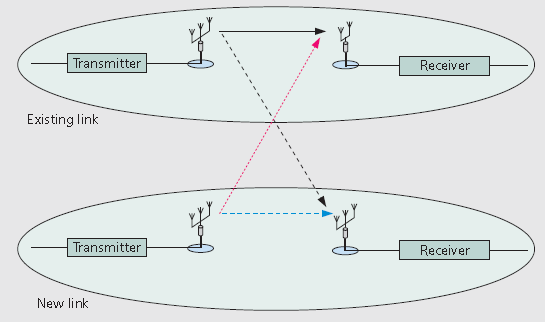 Transmitter
Receiver
Existing link
Transmitter
Receiver
New link